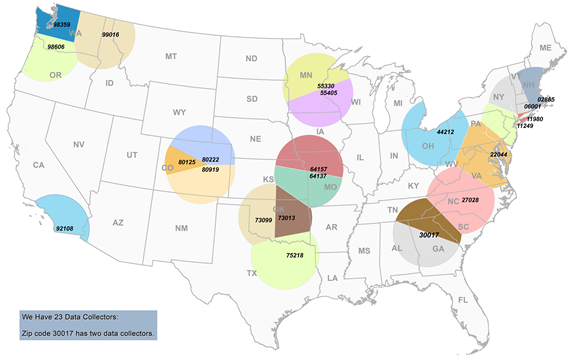 98359
WA
99016
98606
OR
ID
MT
ND
SD
MN
55330
55405
WI
MI
IA
WY
NE
NV
UT
CO
80125
80222
80919
KS
64157
64137
MO
CA
92108
AZ
NM
OK
73099
73013
AR
TX
75218
LA
MS
IL
IN
OH
44212
KY
TN
30017
AL
GA
FL
WV
VA
22044
NC
27028
SC
PA
NY
VT
NH
ME
02885
06001
11980
11249
We Have 23 Data Collectors:
Zip code 30017 has two data collectors.